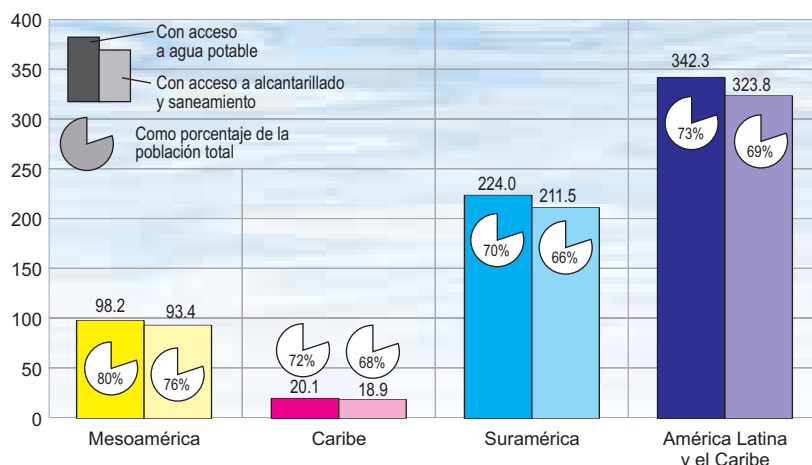 400
350
300
250
200
150
100
50
0
Con acceso
a agua potable
Con acceso a alcantarillado
y saneamiento
Como porcentaje de la
población total
98.2
93.4
80%
76%
72%
68%
20.1
18.9
224.0
211.5
70%
66%
342.3
323.8
73%
69%
Mesoamérica
Caribe
Suramérica
América Latina
y el Caribe